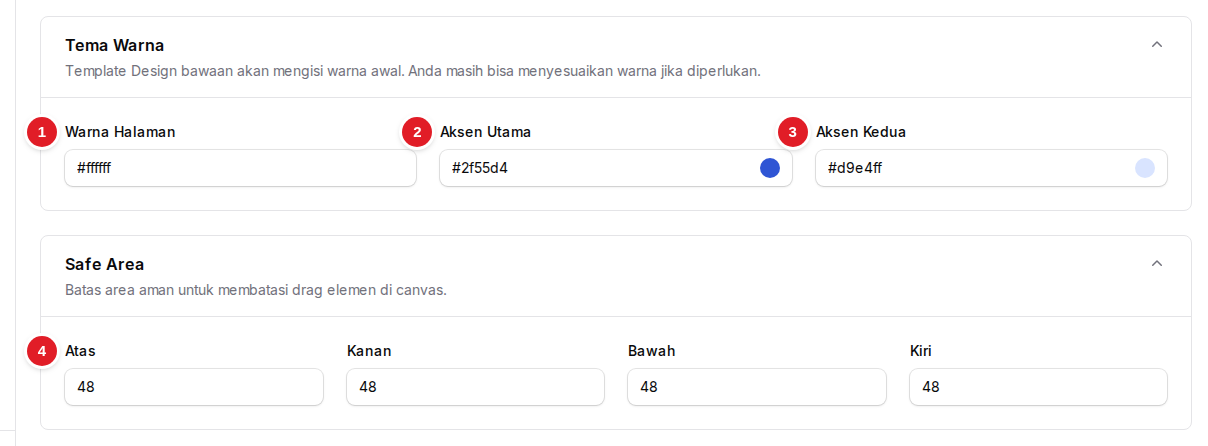 Tema Warna
Template Design bawaan akan mengisi warna awal. Anda masih bisa menyesuaikan warna jika diperlukan.
1 Warna Halaman 2 Aksen Utama 3 Aksen Kedua
#ffffff #2f55d4 #d9e4ff
Safe Area
Batas area aman untuk membatasi drag elemen di canvas.
4 Atas Kanan Bawah Kiri
48 48 48 48